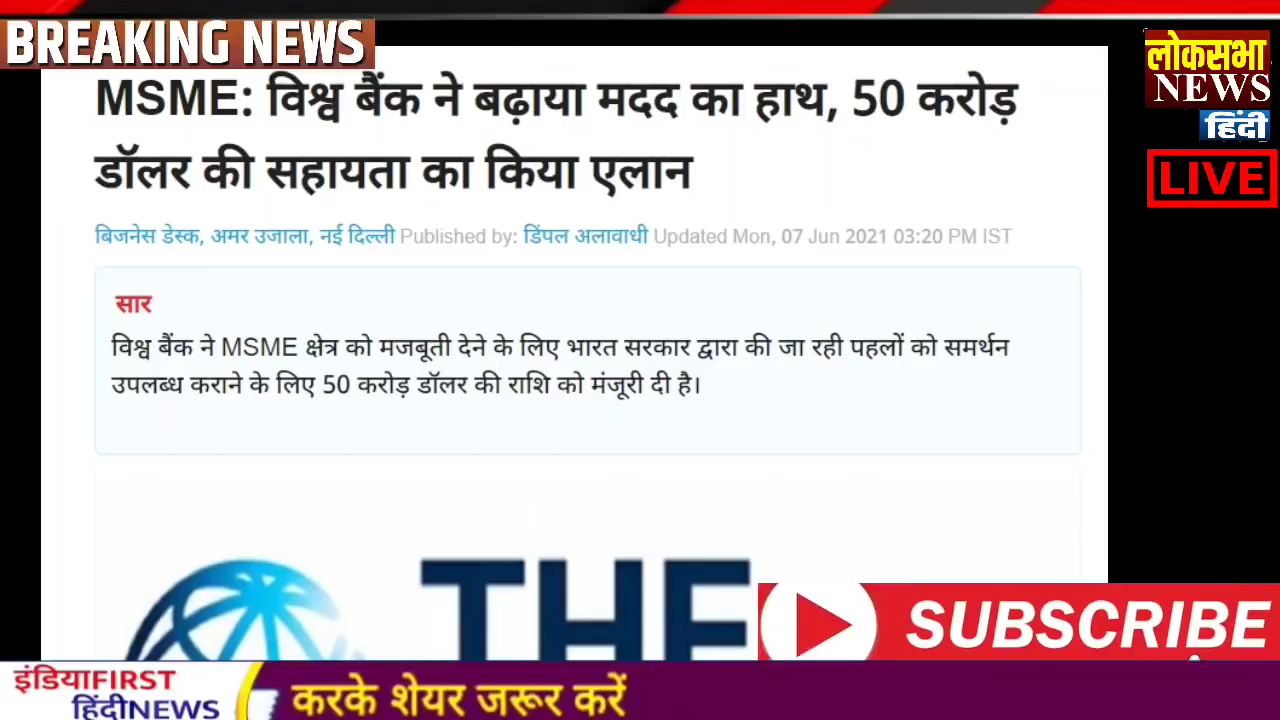 BREAKING NEWS
लोकसभा
NEWS
हिंदी
LIVE
MSME: विश्व बैंक ने बढ़ाया मदद का हाथ, 50 करोड़
डॉलर की सहायता का किया एलान
बिजनेस डेस्क, अमर उजाला, नई दिल्ली Published by: डिंपल अलावाधी Updated Mon, 07 Jun 2021 03:20 PM IST
सार
विश्व बैंक ने MSME क्षेत्र को मजबूती देने के लिए भारत सरकार द्वारा की जा रही पहलों को समर्थन
उपलब्ध कराने के लिए 50 करोड़ डॉलर की राशि को मंजूरी दी है।
THE
SUBSCRIBE
इंडियाFIRST
हिंदीNEWS
करके शेयर जरूर करें